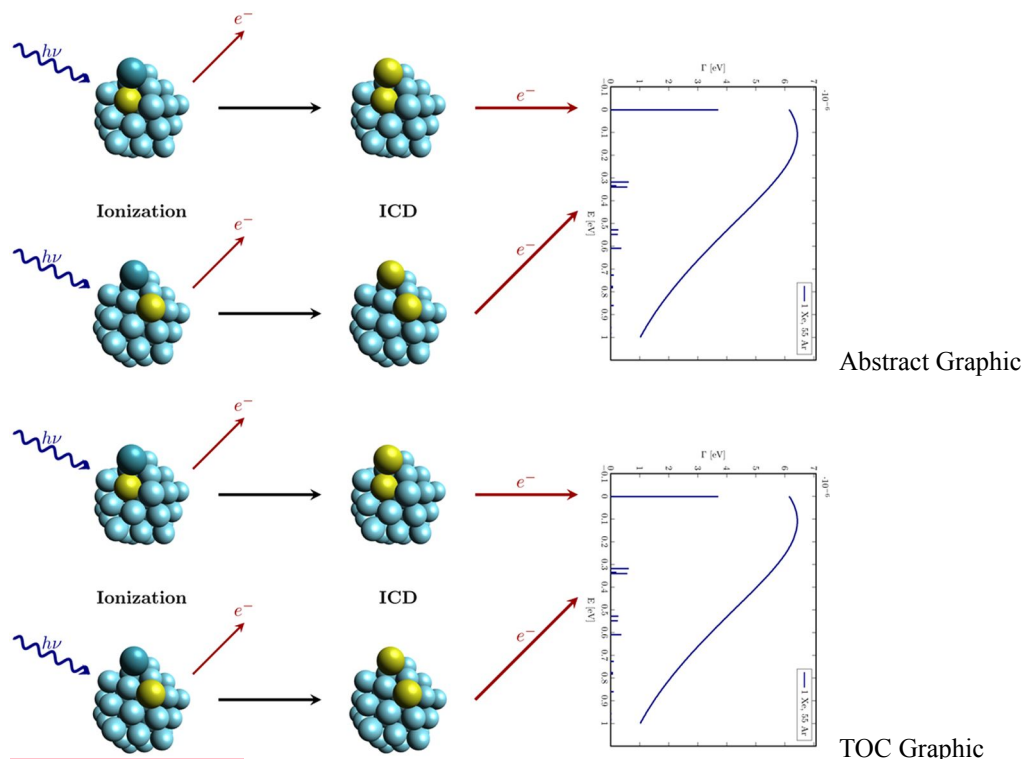 hν
e⁻
e⁻
Ionization
ICD
hν
e⁻
e⁻
Γ [eV]
0 1 2 3 4 5 6 7
·10⁻⁶
−0.1
0
0.1
0.2
0.3
0.4
0.5
0.6
0.7
0.8
0.9
1
E [eV]
1 Xe, 55 Ar
Abstract Graphic
hν
e⁻
e⁻
Ionization
ICD
hν
e⁻
e⁻
Γ [eV]
0 1 2 3 4 5 6 7
·10⁻⁶
−0.1
0
0.1
0.2
0.3
0.4
0.5
0.6
0.7
0.8
0.9
1
E [eV]
1 Xe, 55 Ar
TOC Graphic